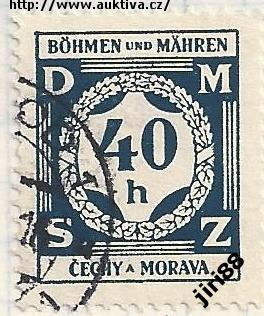 http://www.auktiva.cz/
BÖHMEN UND MÄHREN
D M
40
h
S Z
ČECHY A MORAVA
jin88